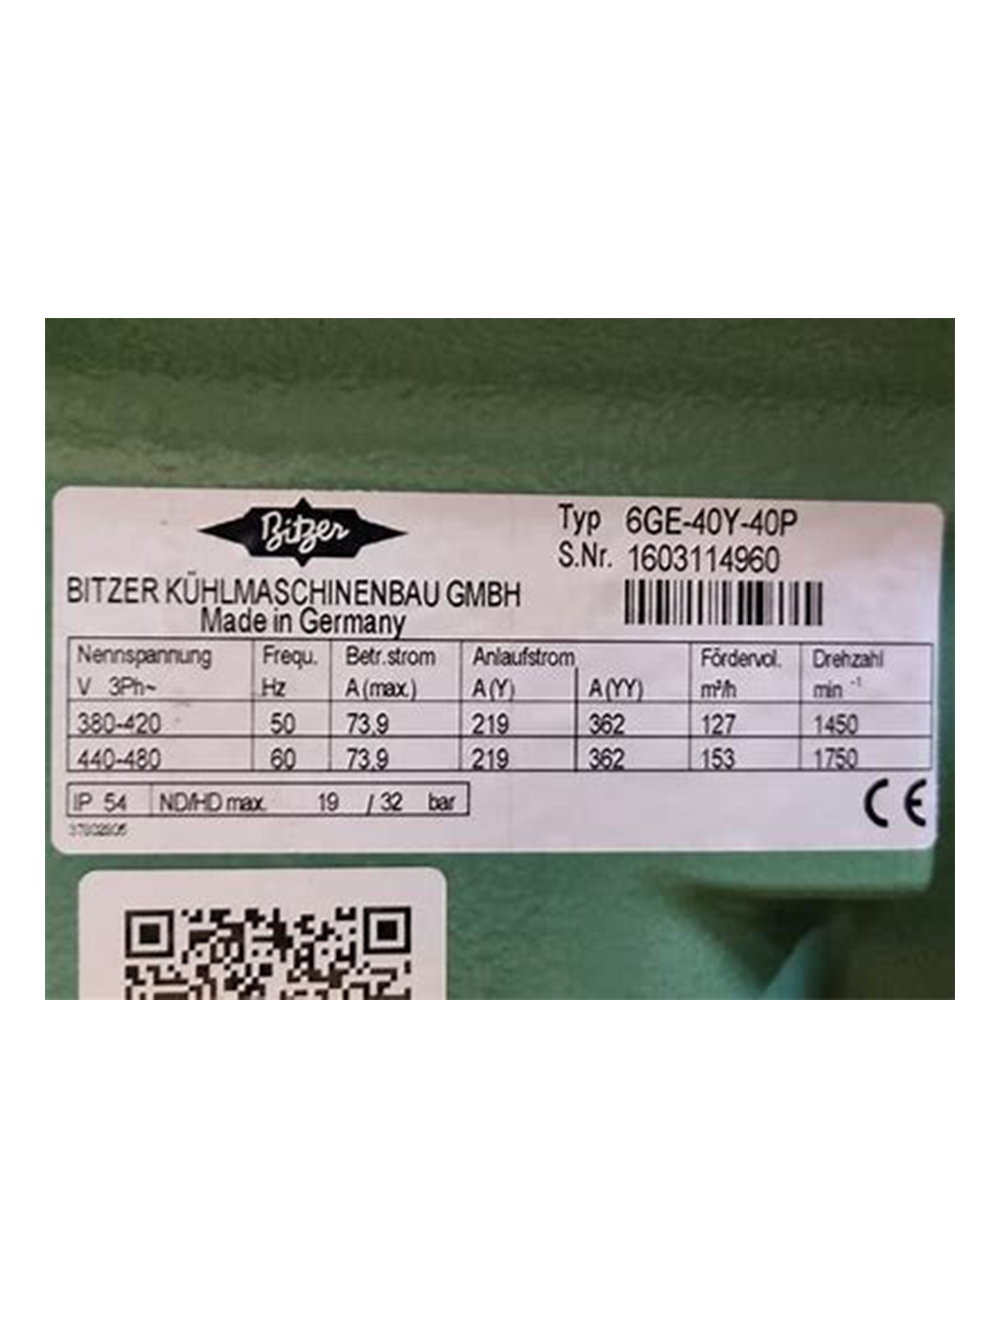 Bitzer
Typ 6GE-40Y-40P
S.Nr. 1603114960
BITZER KÜHLMASCHINENBAU GMBH
Made in Germany
Nennspannung Frequ. Betr.strom Anlaufstrom Fördervol. Drehzahl
V 3Ph~ Hz A (max.) A (Y) A (YY) m³/h min⁻¹
380-420 50 73,9 219 362 127 1450
440-480 60 73,9 219 362 153 1750
IP 54 ND/HD max. 19 / 32 bar
CE